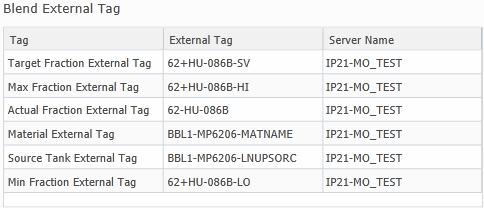 Blend External Tag
Tag External Tag Server Name
Target Fraction External Tag 62+HU-086B-SV IP21-MO_TEST
Max Fraction External Tag 62+HU-086B-HI IP21-MO_TEST
Actual Fraction External Tag 62-HU-086B IP21-MO_TEST
Material External Tag BBL1-MP6206-MATNAME IP21-MO_TEST
Source Tank External Tag BBL1-MP6206-LNUPSORC IP21-MO_TEST
Min Fraction External Tag 62+HU-086B-LO IP21-MO_TEST